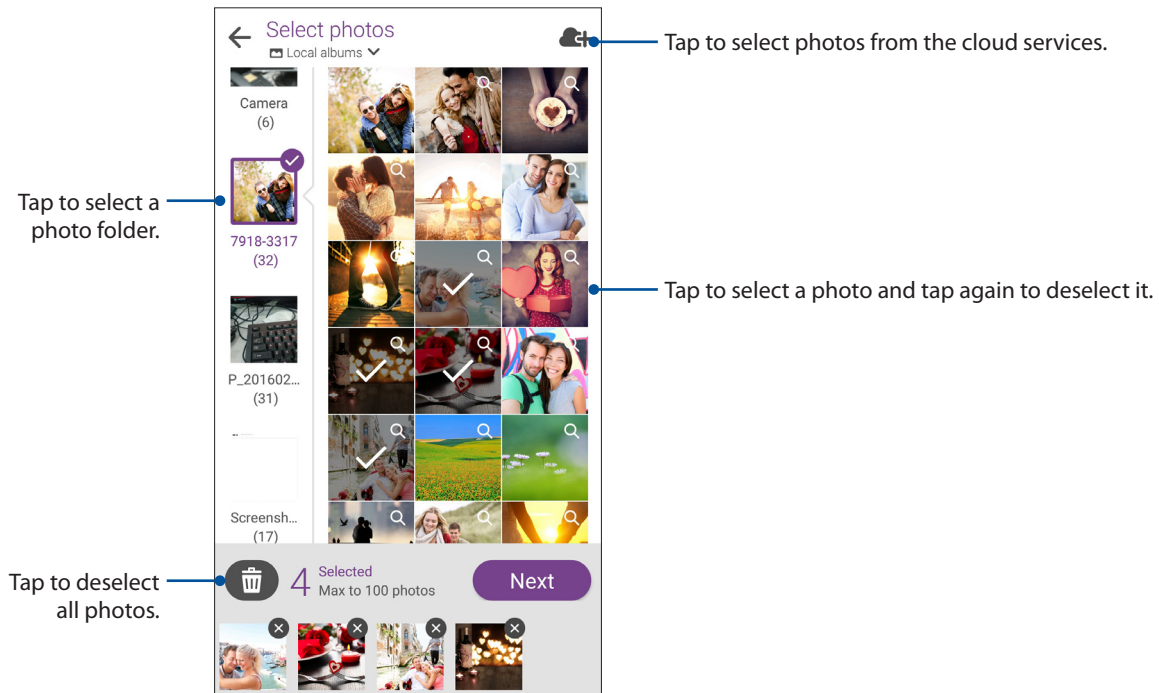 Select photos
Local albums
Tap to select photos from the cloud services.
Camera
(6)
Tap to select a
photo folder.
7918-3317
(32)
Tap to select a photo and tap again to deselect it.
P_201602...
(31)
Screensh...
(17)
Tap to deselect
all photos.
4 Selected
Max to 100 photos
Next